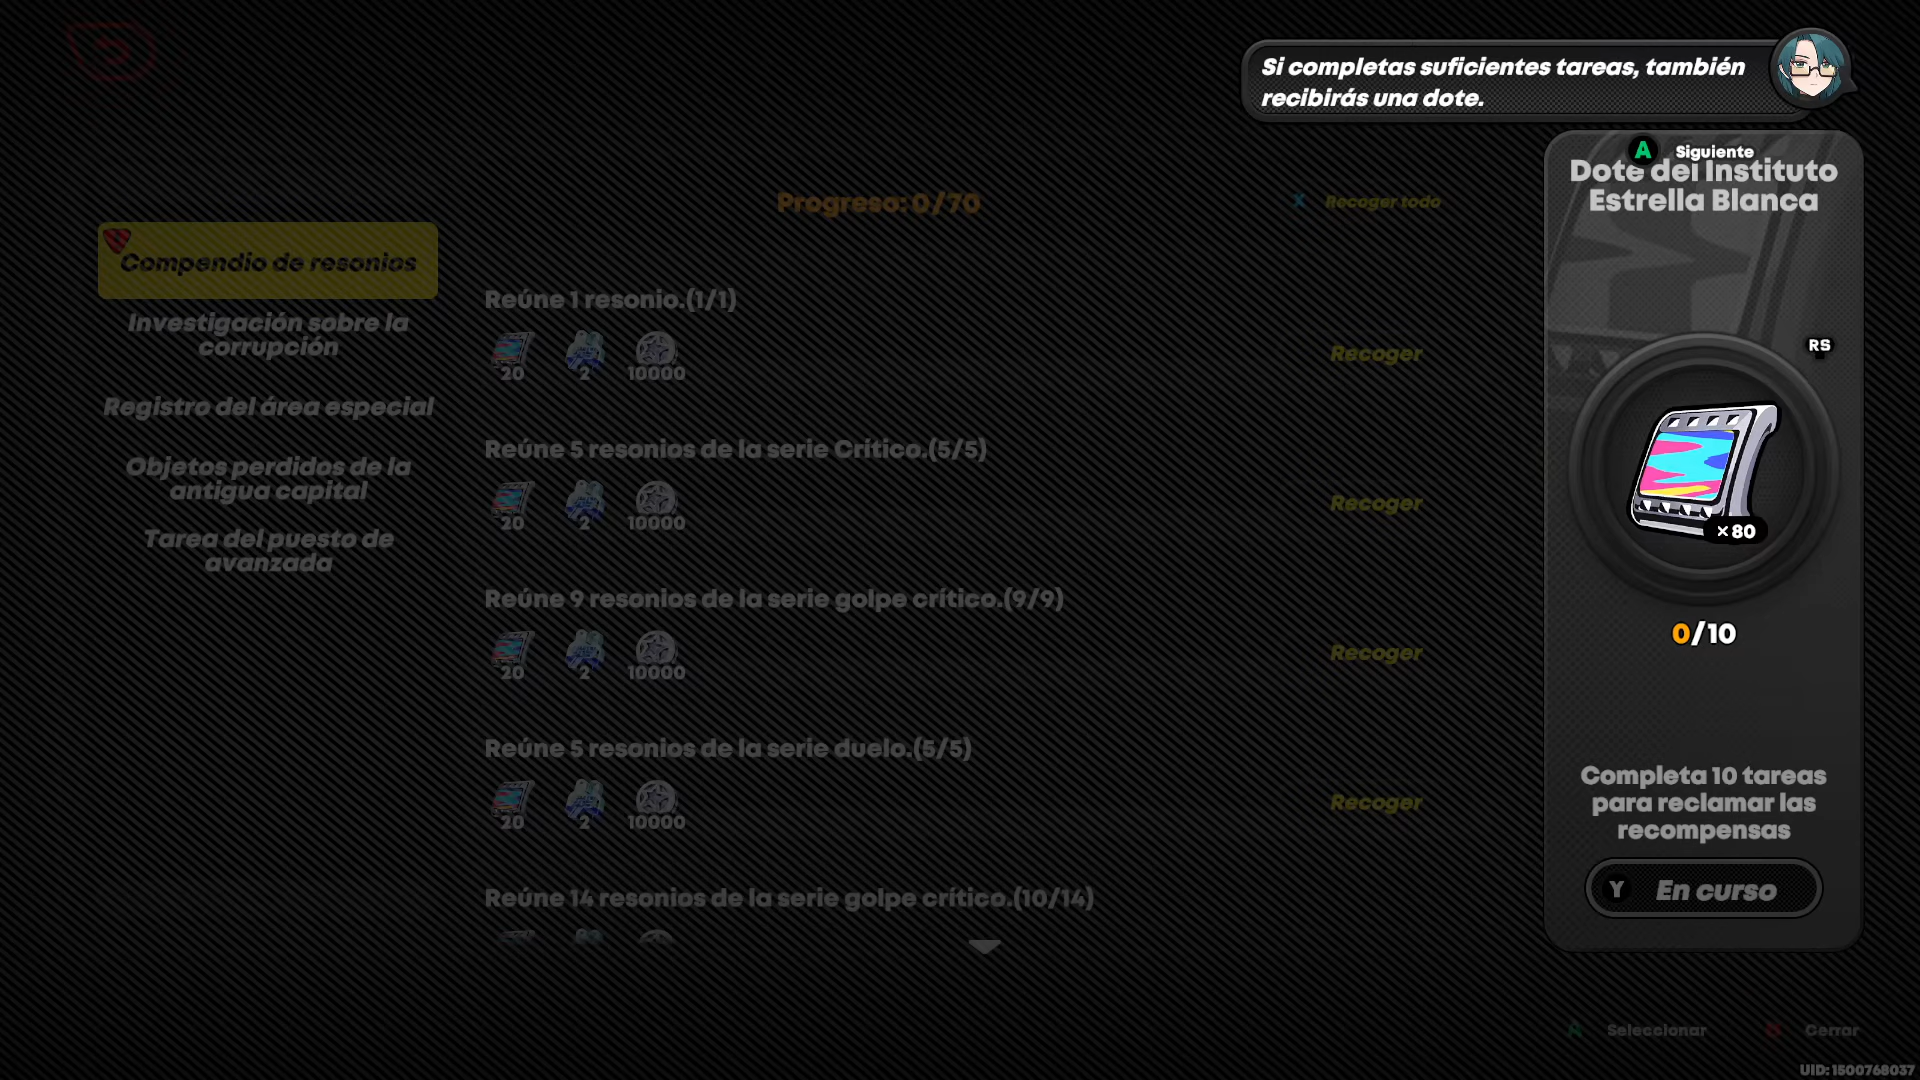 Si completas suficientes tareas, también
recibirás una dote.
A Siguiente
Dote del Instituto
Estrella Blanca
Progreso: 0/70
X Recoger todo
Compendio de resonios
Investigación sobre la
corrupción
Registro del área especial
Objetos perdidos de la
antigua capital
Tarea del puesto de
avanzada
Reúne 1 resonio.(1/1)
20 2 10000
Recoger
Reúne 5 resonios de la serie Crítico.(5/5)
20 2 10000
Recoger
Reúne 9 resonios de la serie golpe crítico.(9/9)
20 2 10000
Recoger
Reúne 5 resonios de la serie duelo.(5/5)
20 2 10000
Recoger
Reúne 14 resonios de la serie golpe crítico.(10/14)
RS
×80
0/10
Completa 10 tareas
para reclamar las
recompensas
Y En curso
A Seleccionar
B Cerrar
UID: 1500768037